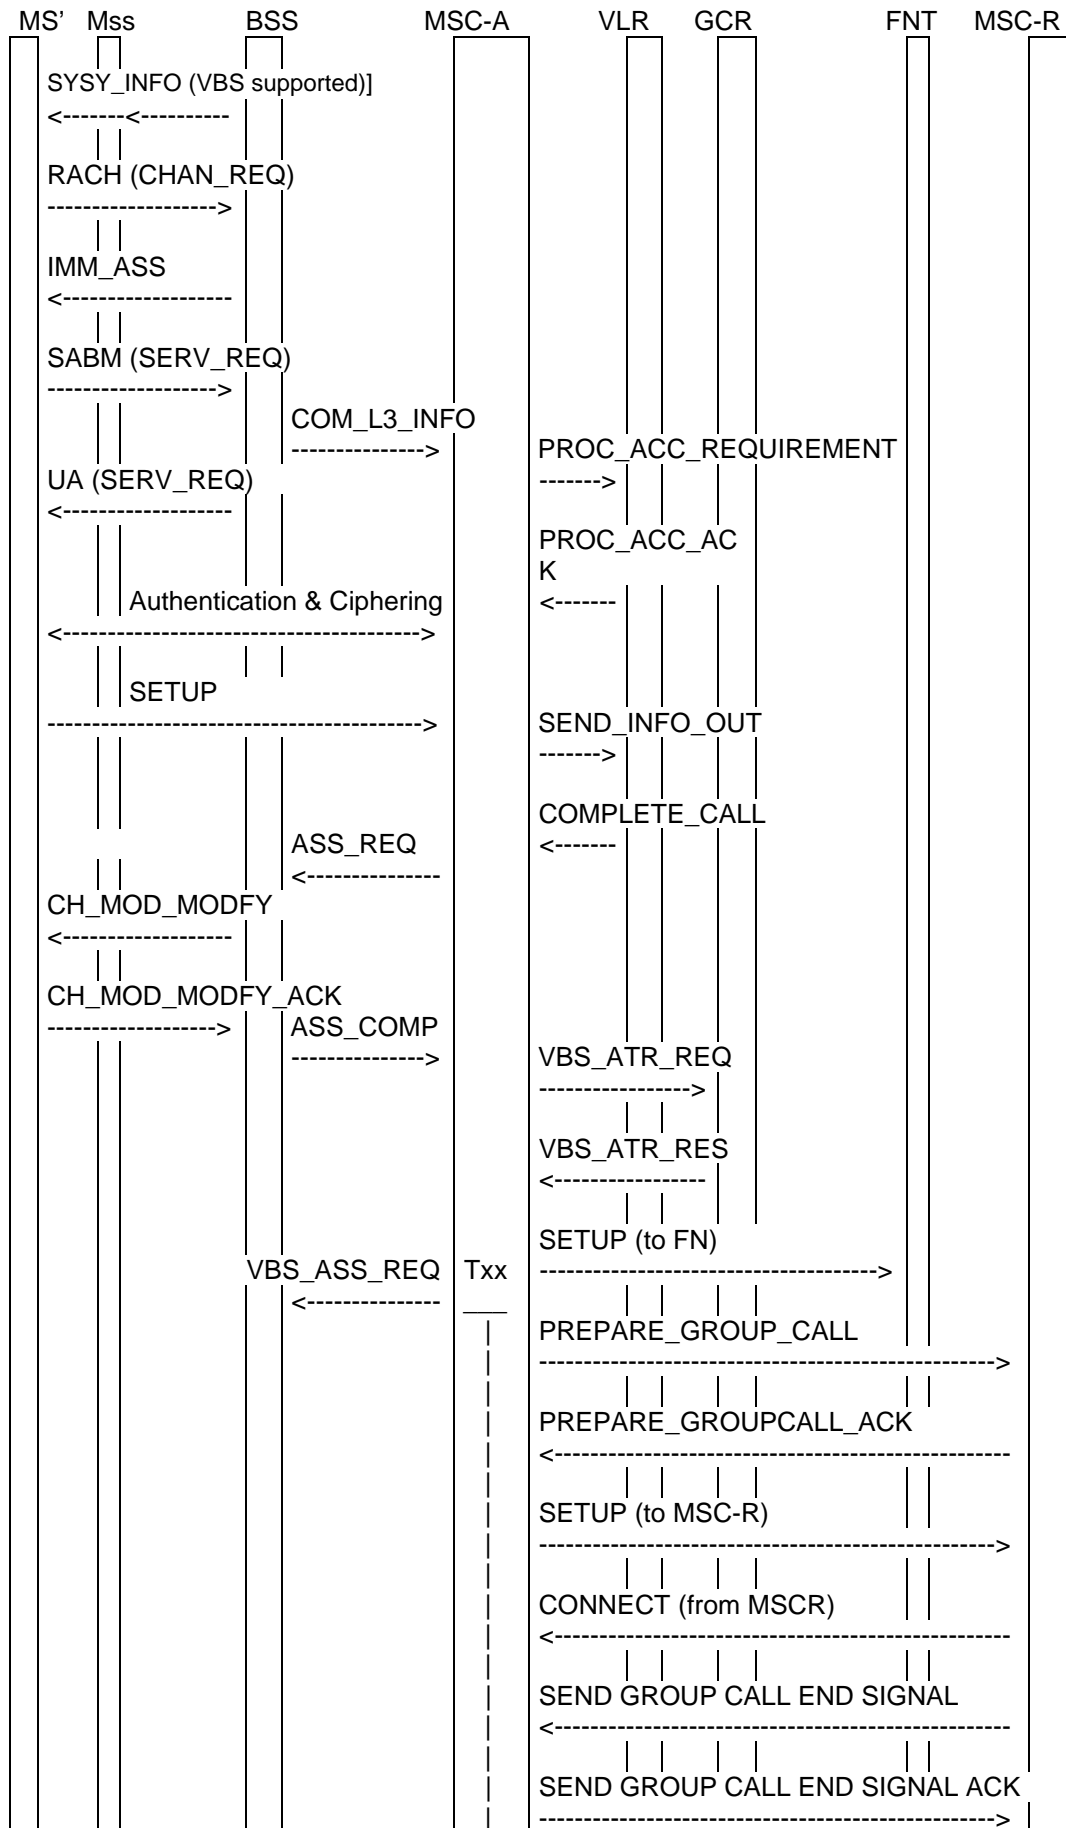 MS’ Mss BSS MSC-A VLR GCR FNT MSC-R
SYSY_INFO (VBS supported)]
<-------<----------
RACH (CHAN_REQ)
------------------->
IMM_ASS
<-------------------
SABM (SERV_REQ)
------------------->
COM_L3_INFO
--------------->
PROC_ACC_REQUIREMENT
------->
UA (SERV_REQ)
<-------------------
PROC_ACC_AC
K
<-------
Authentication & Ciphering
<---------------------------------------->
SETUP
------------------------------------------>
SEND_INFO_OUT
------->
COMPLETE_CALL
<-------
ASS_REQ
<---------------
CH_MOD_MODFY
<-------------------
CH_MOD_MODFY_ACK
------------------->
ASS_COMP
--------------->
VBS_ATR_REQ
----------------->
VBS_ATR_RES
<-----------------
SETUP (to FN)
-------------------------------------->
VBS_ASS_REQ Txx
<--------------- ___
PREPARE_GROUP_CALL
--------------------------------------------------->
PREPARE_GROUPCALL_ACK
<---------------------------------------------------
SETUP (to MSC-R)
--------------------------------------------------->
CONNECT (from MSCR)
<---------------------------------------------------
SEND GROUP CALL END SIGNAL
<---------------------------------------------------
SEND GROUP CALL END SIGNAL ACK
--------------------------------------------------->